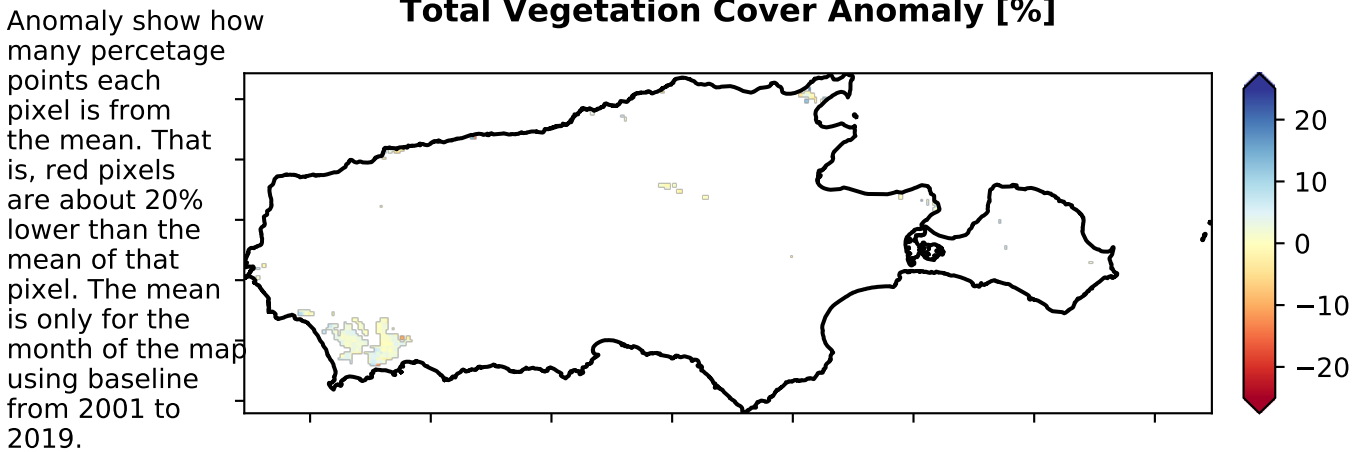 Total Vegetation Cover Anomaly [%]
Anomaly show how
many percetage
points each
pixel is from
the mean. That
is, red pixels
are about 20%
lower than the
mean of that
pixel. The mean
is only for the
month of the map
using baseline
from 2001 to
2019.
20
10
0
−10
−20